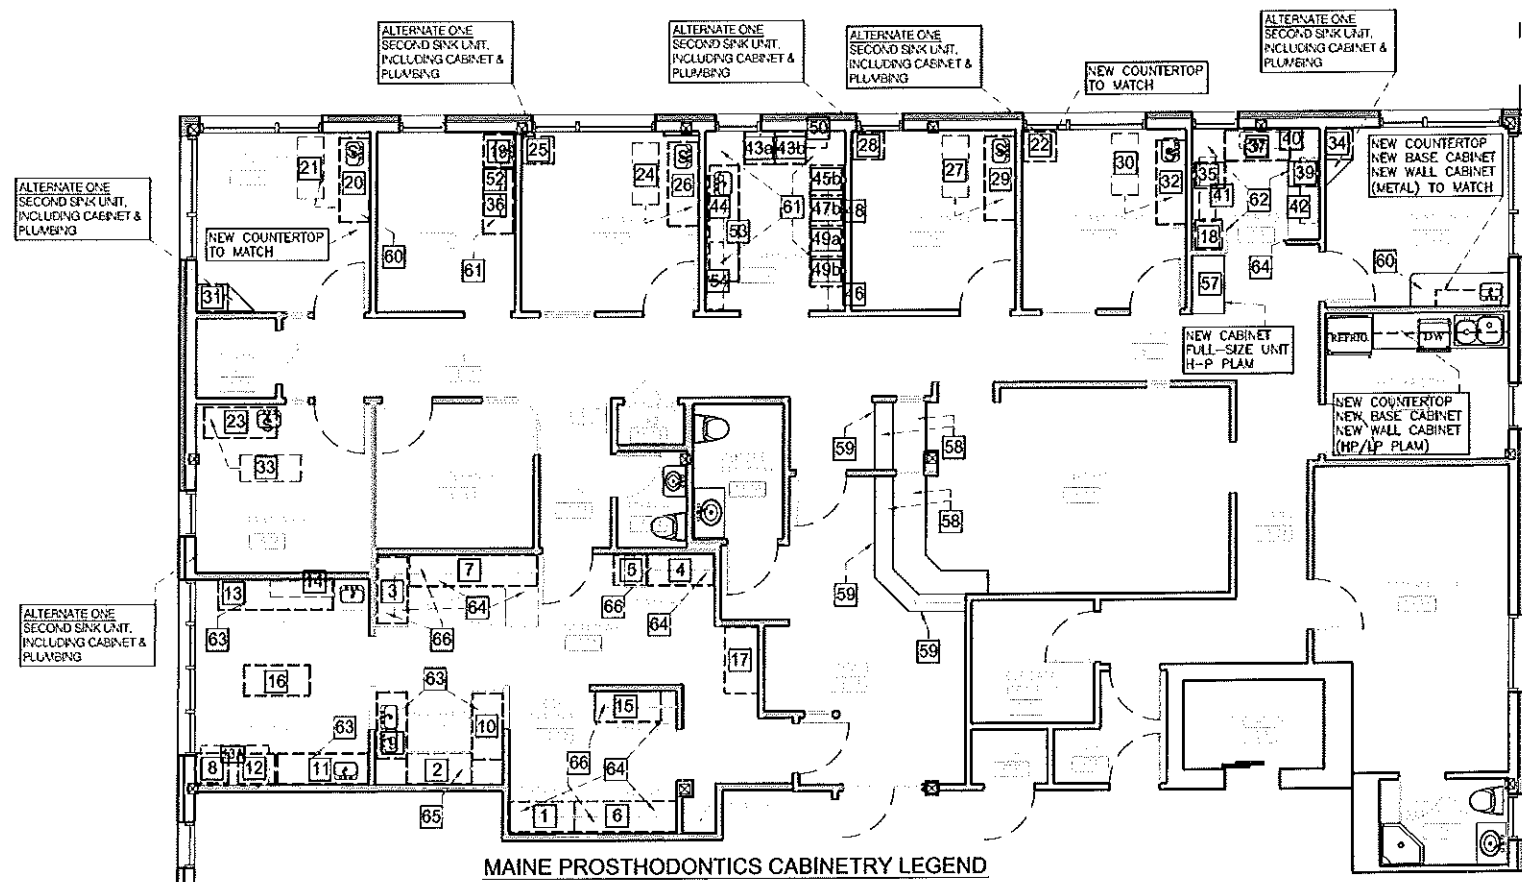 ALTERNATE ONE
SECOND SINK UNIT,
INCLUDING CABINET &
PLUMBING
ALTERNATE ONE
SECOND SINK UNIT,
INCLUDING CABINET &
PLUMBING
ALTERNATE ONE
SECOND SINK UNIT,
INCLUDING CABINET &
PLUMBING
ALTERNATE ONE
SECOND SINK UNIT,
INCLUDING CABINET &
PLUMBING
NEW COUNTERTOP
TO MATCH
ALTERNATE ONE
SECOND SINK UNIT,
INCLUDING CABINET &
PLUMBING
NEW COUNTERTOP
TO MATCH
NEW COUNTERTOP
NEW BASE CABINET
NEW WALL CABINET
(METAL) TO MATCH
21
20
19
52
36
25
24
26
43a
43b
50
44
53
54
45b
47b
49a
49b
61
28
8
6
27
29
22
30
32
35
41
18
37
40
39
42
62
34
31
60
61
64
57
60
NEW CABINET
FULL-SIZE UNIT
H-P PLAM
REFRIG.
DW
NEW COUNTERTOP
NEW BASE CABINET
NEW WALL CABINET
(HP/LP PLAM)
23
33
59
58
58
59
59
ALTERNATE ONE
SECOND SINK UNIT,
INCLUDING CABINET &
PLUMBING
13
14
63
3
7
64
66
5
4
66
64
17
16
63
63
9
10
15
8
12
11
2
65
66
64
1
6
MAINE PROSTHODONTICS CABINETRY LEGEND